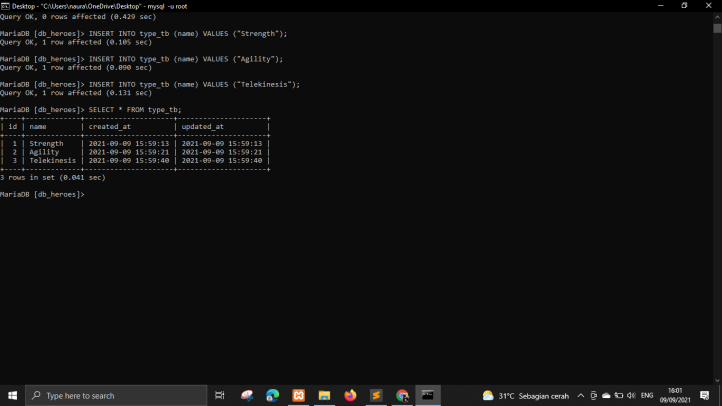 Desktop - "C:\Users\naura\OneDrive\Desktop" - mysql -u root
Query OK, 0 rows affected (0.429 sec)
MariaDB [db_heroes]> INSERT INTO type_tb (name) VALUES ("Strength");
Query OK, 1 row affected (0.105 sec)
MariaDB [db_heroes]> INSERT INTO type_tb (name) VALUES ("Agility");
Query OK, 1 row affected (0.090 sec)
MariaDB [db_heroes]> INSERT INTO type_tb (name) VALUES ("Telekinesis");
Query OK, 1 row affected (0.131 sec)
MariaDB [db_heroes]> SELECT * FROM type_tb;
+----+-------------+---------------------+---------------------+
| id | name        | created_at          | updated_at          |
+----+-------------+---------------------+---------------------+
|  1 | Strength    | 2021-09-09 15:59:13 | 2021-09-09 15:59:13 |
|  2 | Agility     | 2021-09-09 15:59:21 | 2021-09-09 15:59:21 |
|  3 | Telekinesis | 2021-09-09 15:59:40 | 2021-09-09 15:59:40 |
+----+-------------+---------------------+---------------------+
3 rows in set (0.041 sec)
MariaDB [db_heroes]>
Type here to search
31°C Sebagian cerah
ENG
16:01
09/09/2021